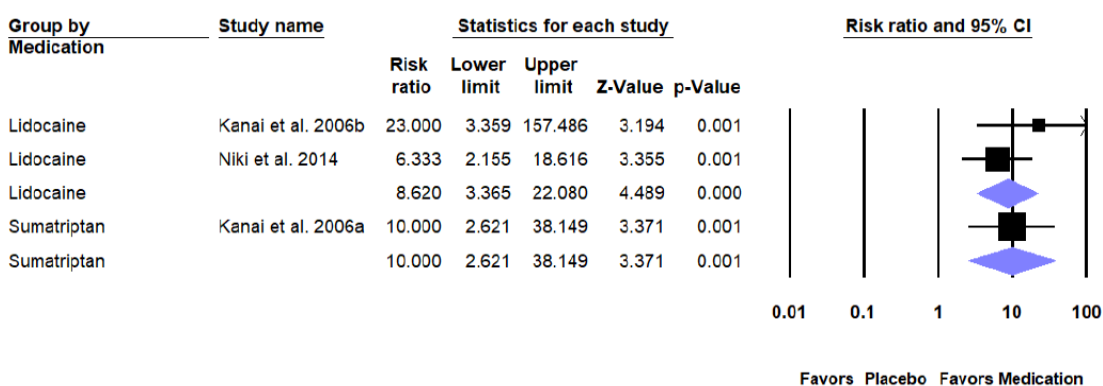 Group by Study name Statistics for each study Risk ratio and 95% CI
Medication
Risk Lower Upper
ratio limit limit Z-Value p-Value
Lidocaine Kanai et al. 2006b 23.000 3.359 157.486 3.194 0.001
Lidocaine Niki et al. 2014 6.333 2.155 18.616 3.355 0.001
Lidocaine 8.620 3.365 22.080 4.489 0.000
Sumatriptan Kanai et al. 2006a 10.000 2.621 38.149 3.371 0.001
Sumatriptan 10.000 2.621 38.149 3.371 0.001
0.01 0.1 1 10 100
Favors Placebo Favors Medication